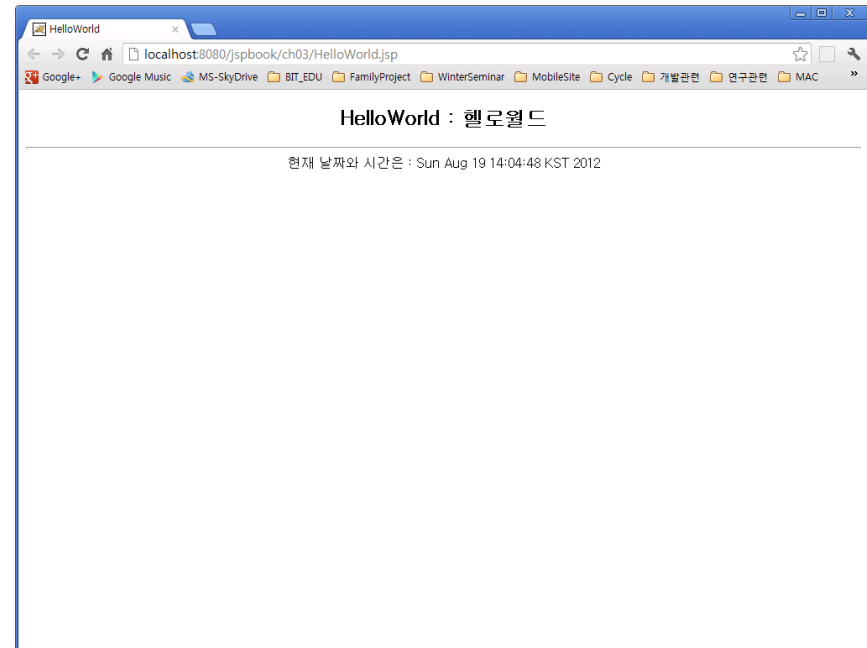 HelloWorld
localhost:8080/jspbook/ch03/HelloWorld.jsp
Google+ Google Music MS-SkyDrive BIT_EDU FamilyProject WinterSeminar MobileSite Cycle 개발관련 연구관련 MAC »
HelloWorld : 헬로월드
현재 날짜와 시간은 : Sun Aug 19 14:04:48 KST 2012